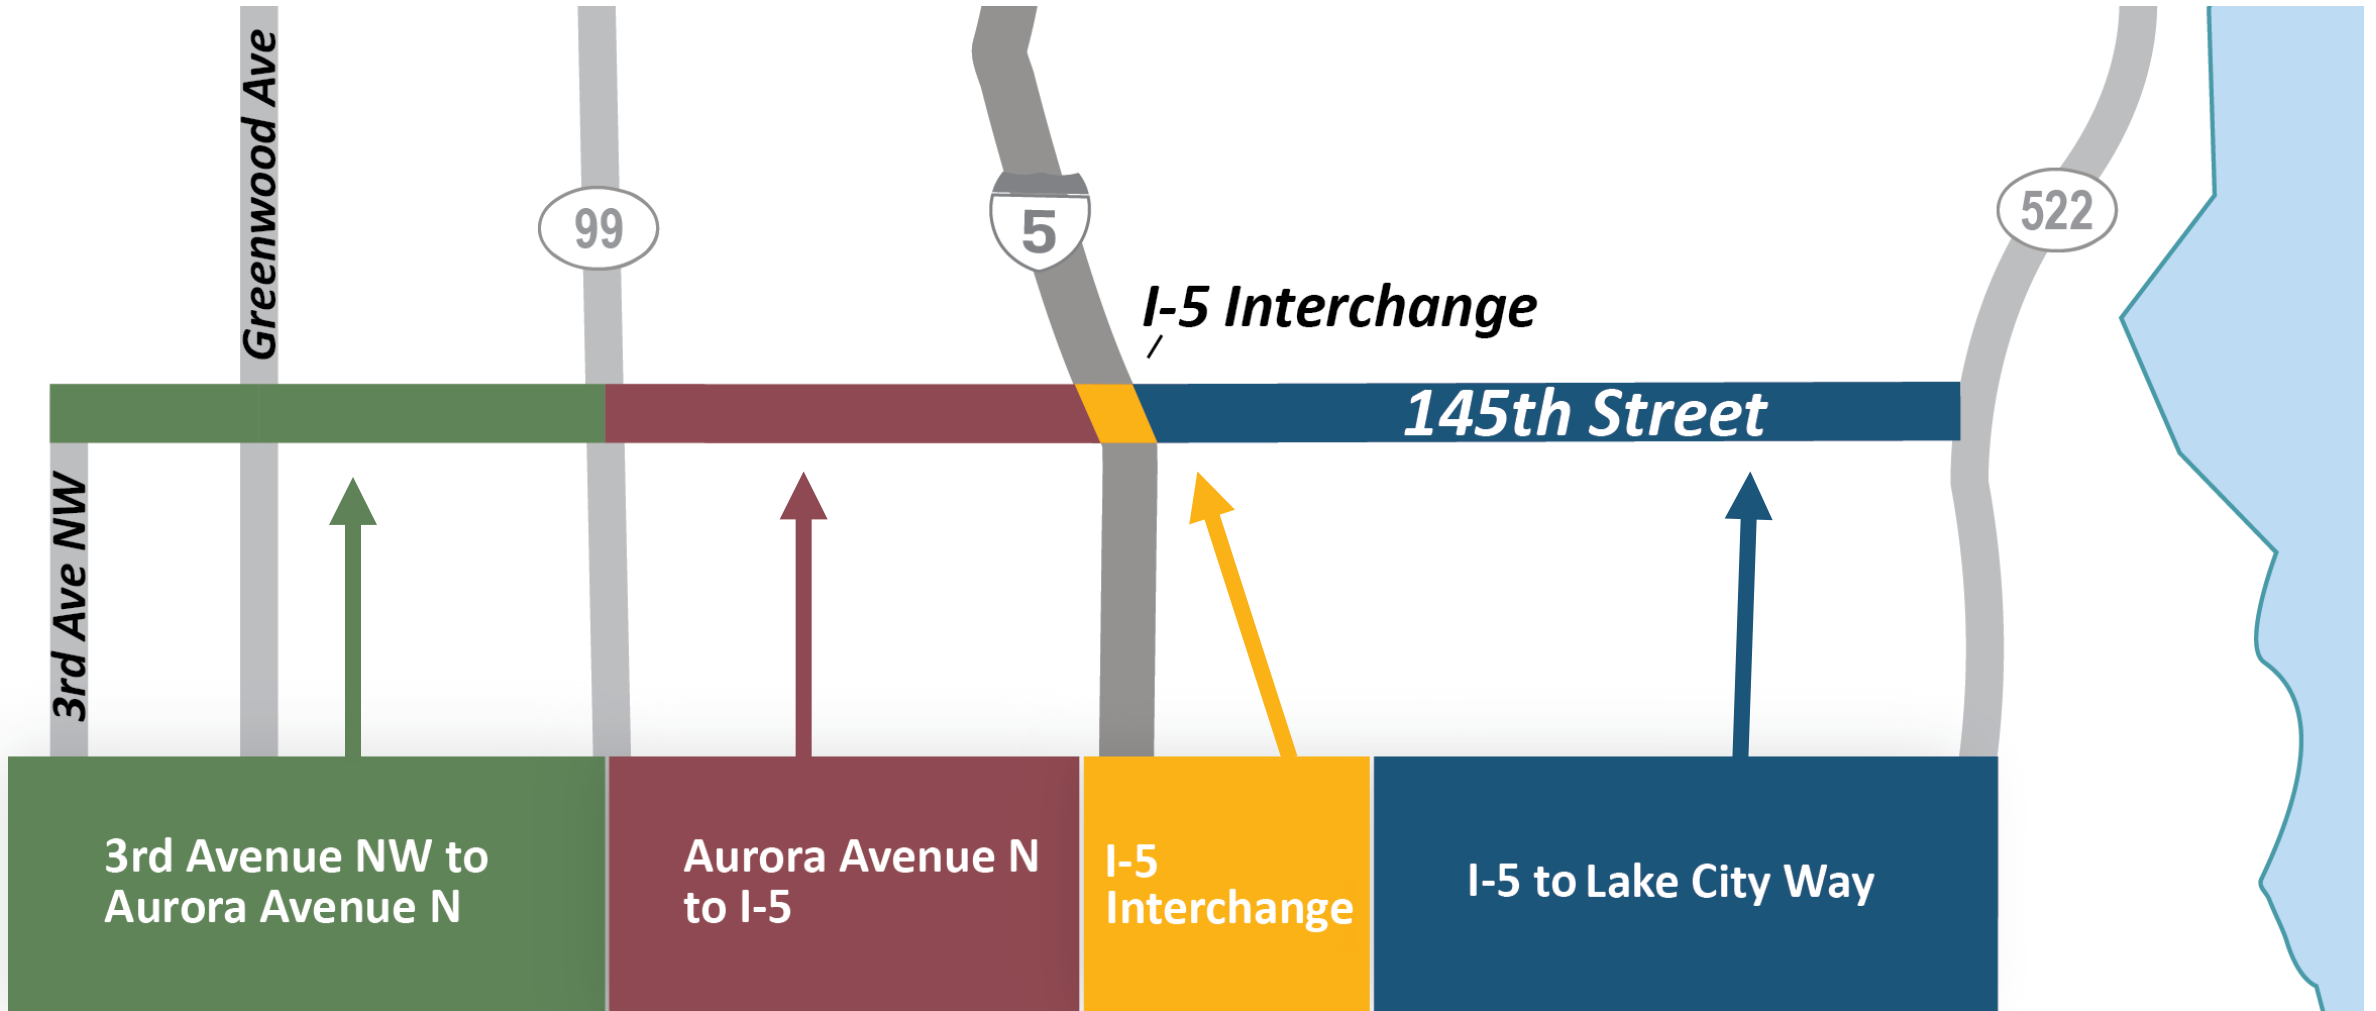 Greenwood Ave
99
5
522
I-5 Interchange
145th Street
3rd Ave NW
3rd Avenue NW to
Aurora Avenue N
Aurora Avenue N
to I-5
I-5
Interchange
I-5 to Lake City Way